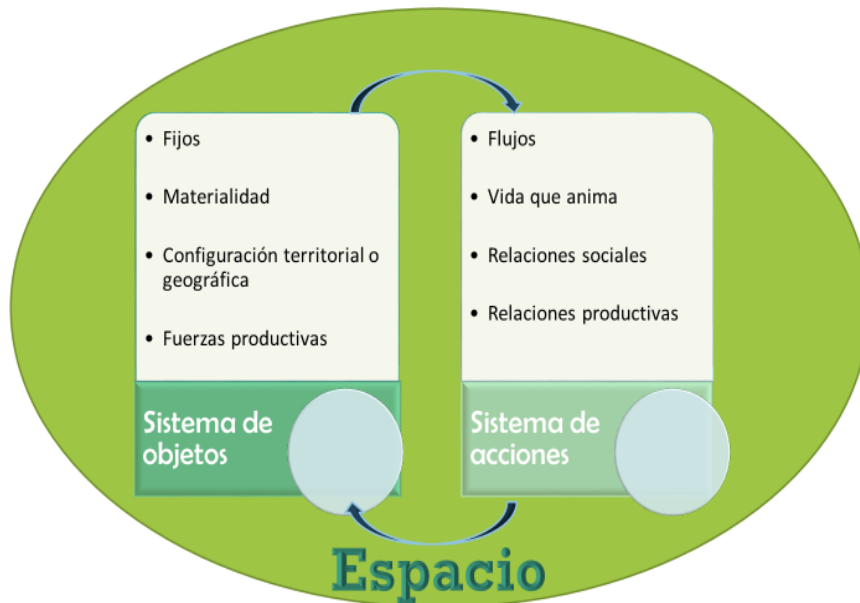 • Fijos
• Materialidad
• Configuración territorial o
geográfica
• Fuerzas productivas
Sistema de
objetos
• Flujos
• Vida que anima
• Relaciones sociales
• Relaciones productivas
Sistema de
acciones
Espacio